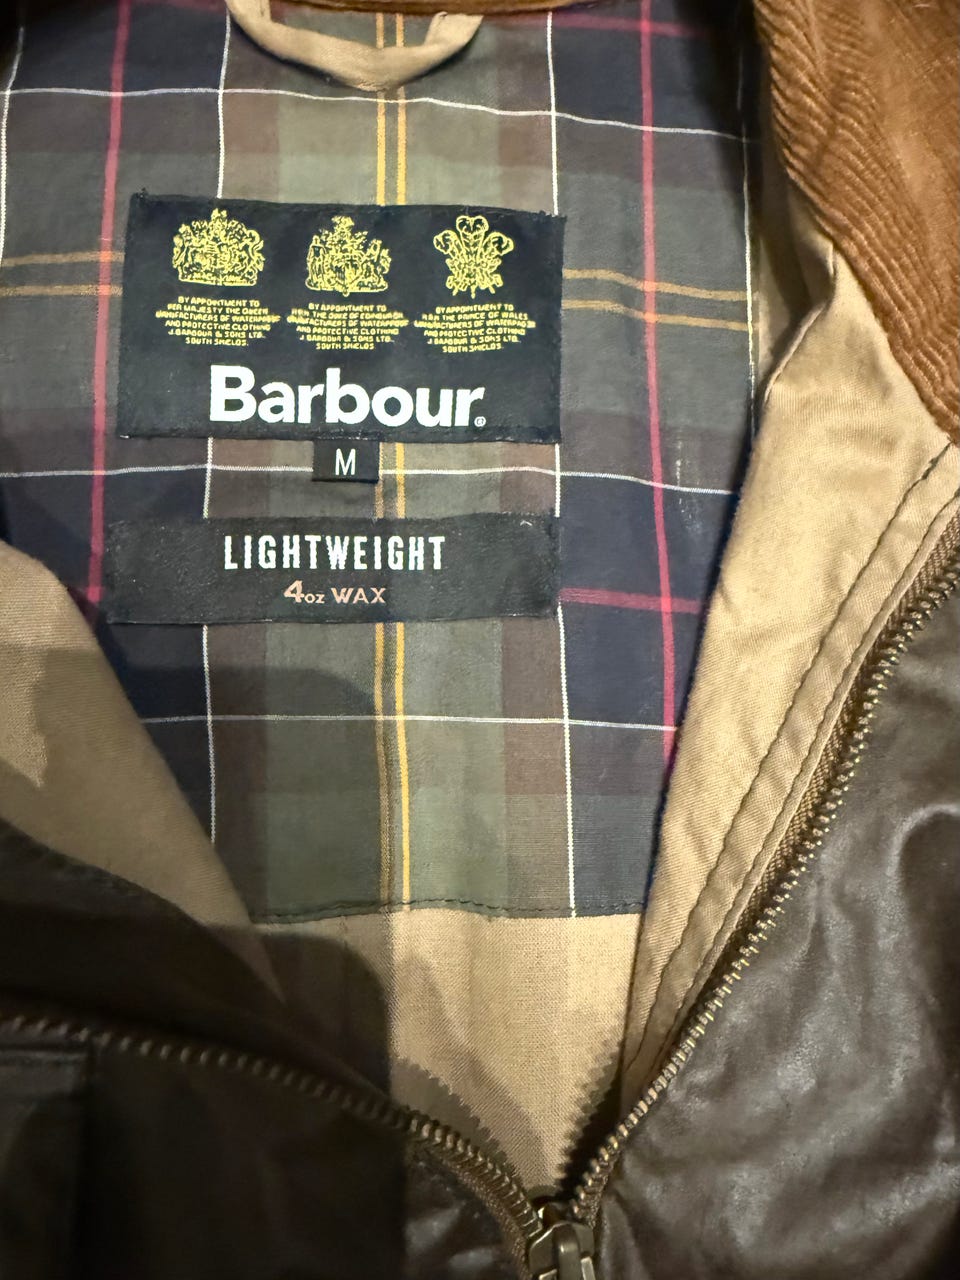 BY APPOINTMENT TO
HER MAJESTY THE QUEEN
MANUFACTURERS OF WATERPROOF
AND PROTECTIVE CLOTHING
J. BARBOUR & SONS LTD.
SOUTH SHIELDS.
BY APPOINTMENT TO
H.R.H. THE DUKE OF EDINBURGH
MANUFACTURERS OF WATERPROOF
AND PROTECTIVE CLOTHING
J. BARBOUR & SONS LTD.
SOUTH SHIELDS.
BY APPOINTMENT TO
H.R.H. THE PRINCE OF WALES
MANUFACTURERS OF WATERPROOF
AND PROTECTIVE CLOTHING
J. BARBOUR & SONS LTD.
SOUTH SHIELDS.
Barbour®
M
LIGHTWEIGHT
4oz WAX